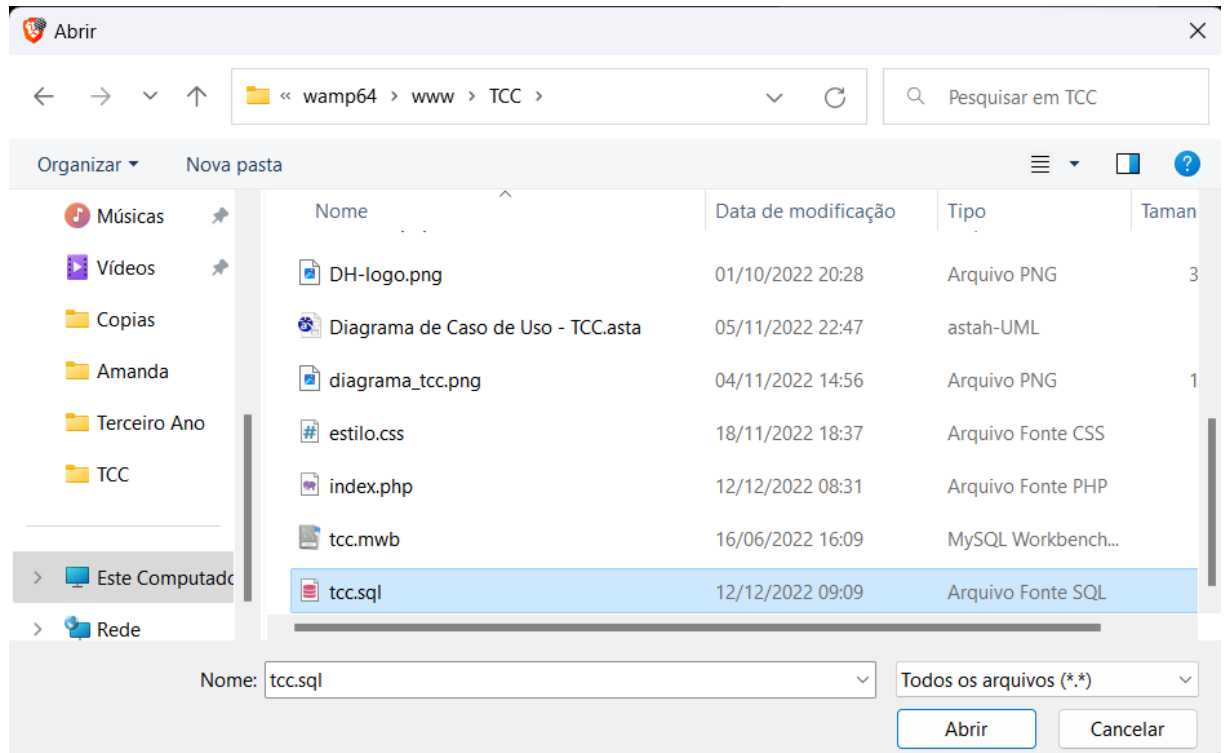 Abrir
« wamp64 > www > TCC >
Pesquisar em TCC
Organizar
Nova pasta
Nome
Data de modificação
Tipo
Taman
Músicas
Vídeos
Copias
Amanda
Terceiro Ano
TCC
Este Computad
Rede
DH-logo.png 01/10/2022 20:28 Arquivo PNG 3
Diagrama de Caso de Uso - TCC.asta 05/11/2022 22:47 astah-UML
diagrama_tcc.png 04/11/2022 14:56 Arquivo PNG 1
estilo.css 18/11/2022 18:37 Arquivo Fonte CSS
index.php 12/12/2022 08:31 Arquivo Fonte PHP
tcc.mwb 16/06/2022 16:09 MySQL Workbench...
tcc.sql 12/12/2022 09:09 Arquivo Fonte SQL
Nome: tcc.sql
Todos os arquivos (*.*)
Abrir
Cancelar